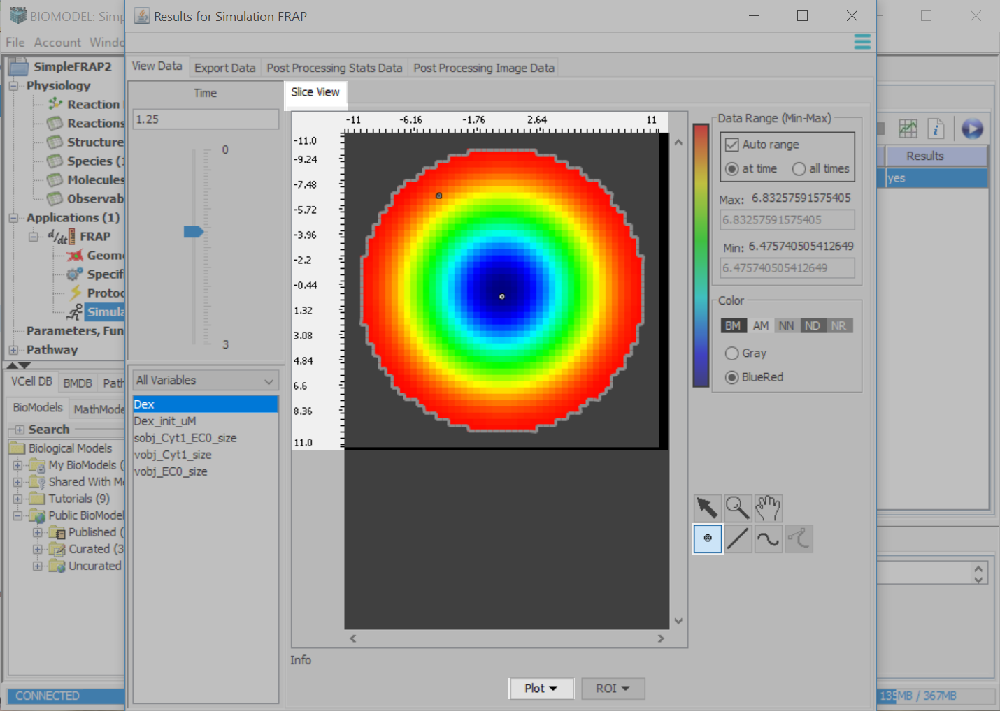 BIOMODEL: Simp
Results for Simulation FRAP
File Account Windo
SimpleFRAP2
Physiology
Reaction
Reactions
Structure
Species (1
Molecules
Observab
Applications (1)
d/dt FRAP
Geome
Specifi
Protoc
Simula
Parameters, Fun
Pathway
VCell DB BMDB Path
BioModels MathMode
Search
Biological Models
My BioModels (
Shared With Me
Tutorials (9)
Public BioModel
Published (
Curated (3
Uncurated
CONNECTED
View Data Export Data Post Processing Stats Data Post Processing Image Data
Time
1.25
0
3
All Variables
Dex
Dex_init_uM
sobj_Cyt1_EC0_size
vobj_Cyt1_size
vobj_EC0_size
Slice View
-11 -6.16 -1.76 2.64 11
-11.0
-9.24
-7.48
-5.72
-3.96
-2.2
-0.44
1.32
3.08
4.84
6.6
8.36
11.0
Info
Plot ROI
Data Range (Min-Max)
Auto range
at time all times
Max: 6.83257591575405
6.83257591575405
Min: 6.475740505412649
6.475740505412649
Color
BM AM NN ND NR
Gray
BlueRed
Results
yes
135MB / 367MB